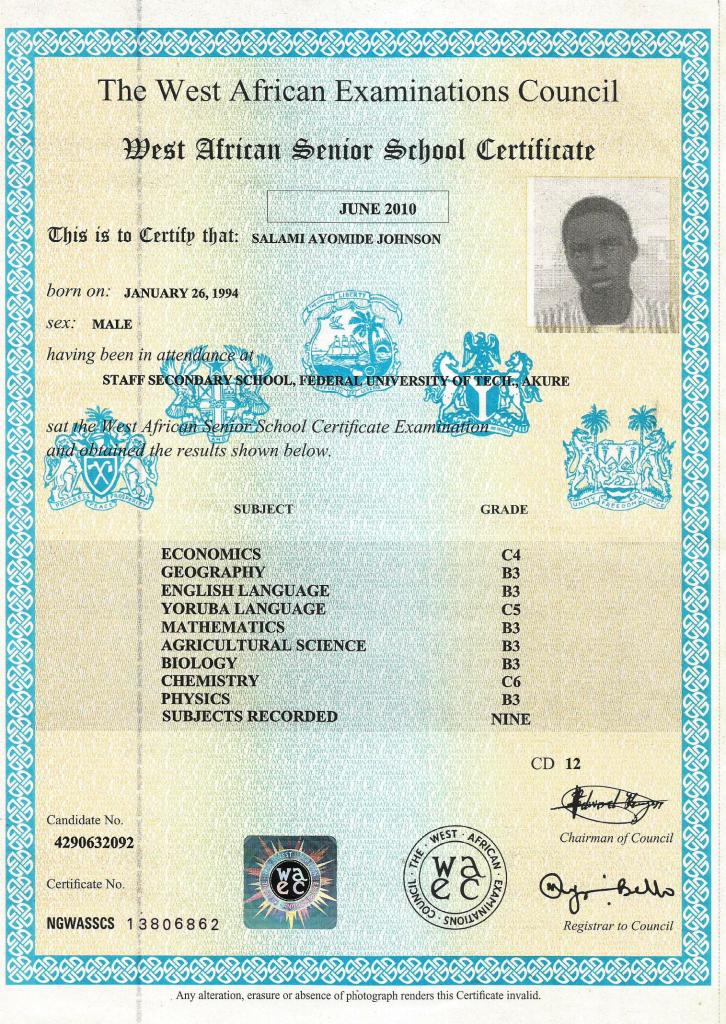 The West African Examinations Council
West African Senior School Certificate
JUNE 2010
This is to Certify that: SALAMI AYOMIDE JOHNSON
born on: JANUARY 26, 1994
sex: MALE
having been in attendance at
STAFF SECONDARY SCHOOL, FEDERAL UNIVERSITY OF TECH., AKURE
sat the West African Senior School Certificate Examination
and obtained the results shown below.
SUBJECT GRADE
ECONOMICS C4
GEOGRAPHY B3
ENGLISH LANGUAGE B3
YORUBA LANGUAGE C5
MATHEMATICS B3
AGRICULTURAL SCIENCE B3
BIOLOGY B3
CHEMISTRY C6
PHYSICS B3
SUBJECTS RECORDED NINE
CD 12
Chairman of Council
Candidate No.
4290632092
Certificate No.
NGWASSCS 13806862
waec
THE · WEST · AFRICAN · EXAMINATIONS · COUNCIL
waec
Registrar to Council
Any alteration, erasure or absence of photograph renders this Certificate invalid.